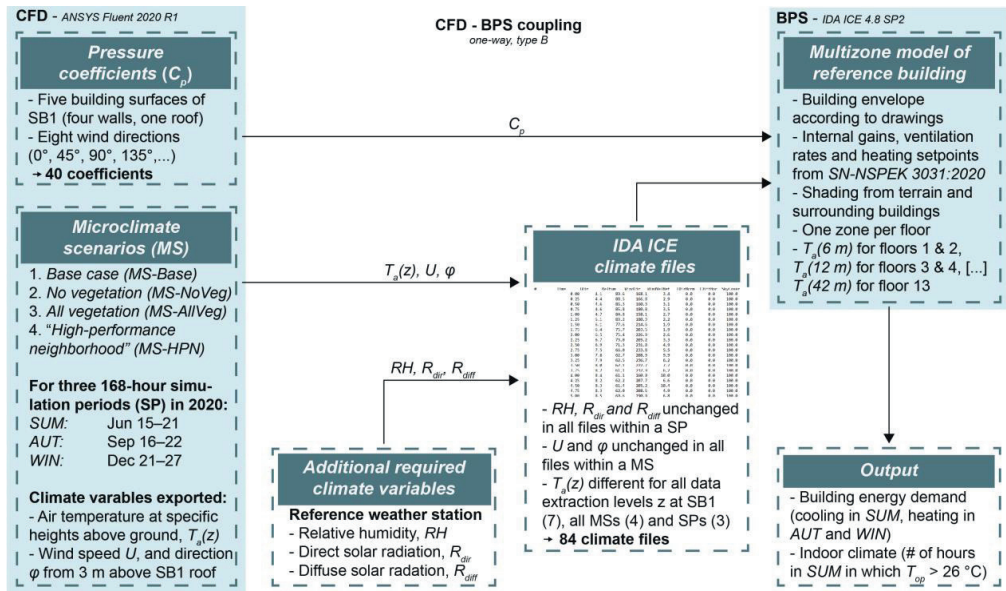 CFD - ANSYS Fluent 2020 R1
Pressure
coefficients (Cp)
- Five building surfaces of
SB1 (four walls, one roof)
- Eight wind directions
(0°, 45°, 90°, 135°,...)
→ 40 coefficients
Microclimate
scenarios (MS)
1. Base case (MS-Base)
2. No vegetation (MS-NoVeg)
3. All vegetation (MS-AllVeg)
4. "High-performance
neighborhood" (MS-HPN)
For three 168-hour simu-
lation periods (SP) in 2020:
SUM: Jun 15–21
AUT: Sep 16–22
WIN: Dec 21–27
Climate variables exported:
- Air temperature at specific
heights above ground, Ta(z)
- Wind speed U, and direction
φ from 3 m above SB1 roof
CFD - BPS coupling
one-way, type B
Cp
Ta(z), U, φ
RH, Rdir, Rdiff
Additional required
climate variables
Reference weather station
- Relative humidity, RH
- Direct solar radiation, Rdir
- Diffuse solar radation, Rdiff
IDA ICE
climate files
- RH, Rdir and Rdiff unchanged
in all files within a SP
- U and φ unchanged in all
files within a MS
- Ta(z) different for all data
extraction levels z at SB1
(7), all MSs (4) and SPs (3)
→ 84 climate files
BPS - IDA ICE 4.8 SP2
Multizone model of
reference building
- Building envelope
according to drawings
- Internal gains, ventilation
rates and heating setpoints
from SN-NSPEK 3031:2020
- Shading from terrain and
surrounding buildings
- One zone per floor
- Ta(6 m) for floors 1 & 2,
Ta(12 m) for floors 3 & 4, [...]
Ta(42 m) for floor 13
Output
- Building energy demand
(cooling in SUM, heating in
AUT and WIN)
- Indoor climate (# of hours
in SUM in which Top > 26 °C)